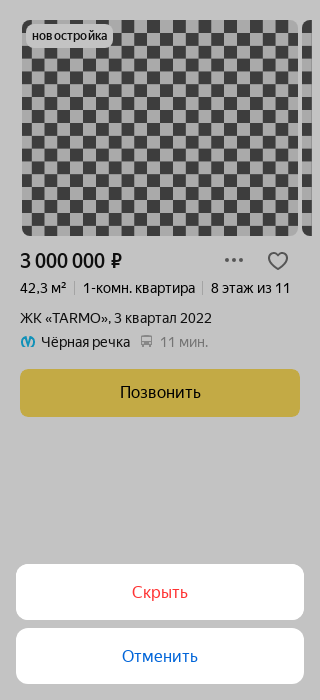 новостройка
3 000 000 ₽
42,3 м² 1-комн. квартира 8 этаж из 11
ЖК «TARMO», 3 квартал 2022
Чёрная речка 11 мин.
Позвонить
Скрыть
Отменить